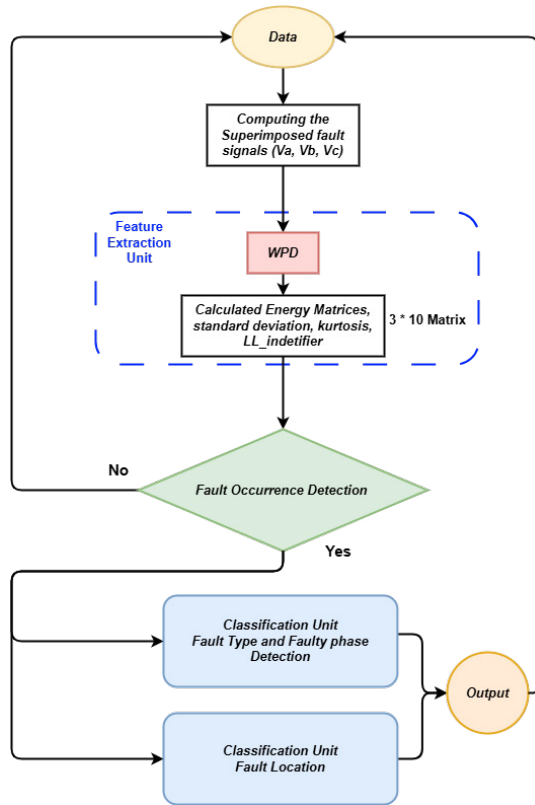 Data
Computing the
Superimposed fault
signals (Va, Vb, Vc)
Feature
Extraction
Unit
WPD
Calculated Energy Matrices,
standard deviation, kurtosis,
LL_indetifier
3 * 10 Matrix
No
Fault Occurrence Detection
Yes
Classification Unit
Fault Type and Faulty phase
Detection
Output
Classification Unit
Fault Location